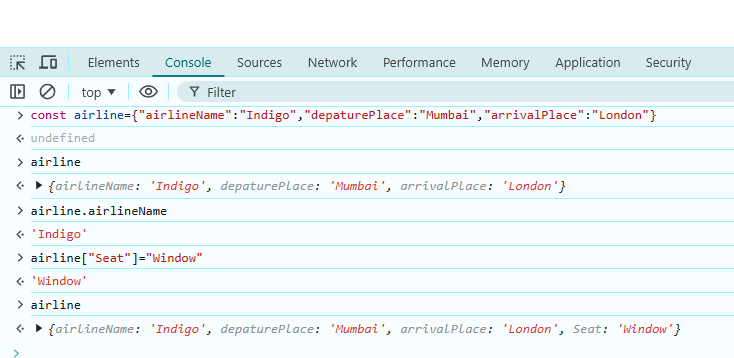 Elements Console Sources Network Performance Memory Application Security
top Filter
const airline={"airlineName":"Indigo","depaturePlace":"Mumbai","arrivalPlace":"London"}
undefined
airline
{airlineName: 'Indigo', depaturePlace: 'Mumbai', arrivalPlace: 'London'}
airline.airlineName
'Indigo'
airline["Seat"]="Window"
'Window'
airline
{airlineName: 'Indigo', depaturePlace: 'Mumbai', arrivalPlace: 'London', Seat: 'Window'}